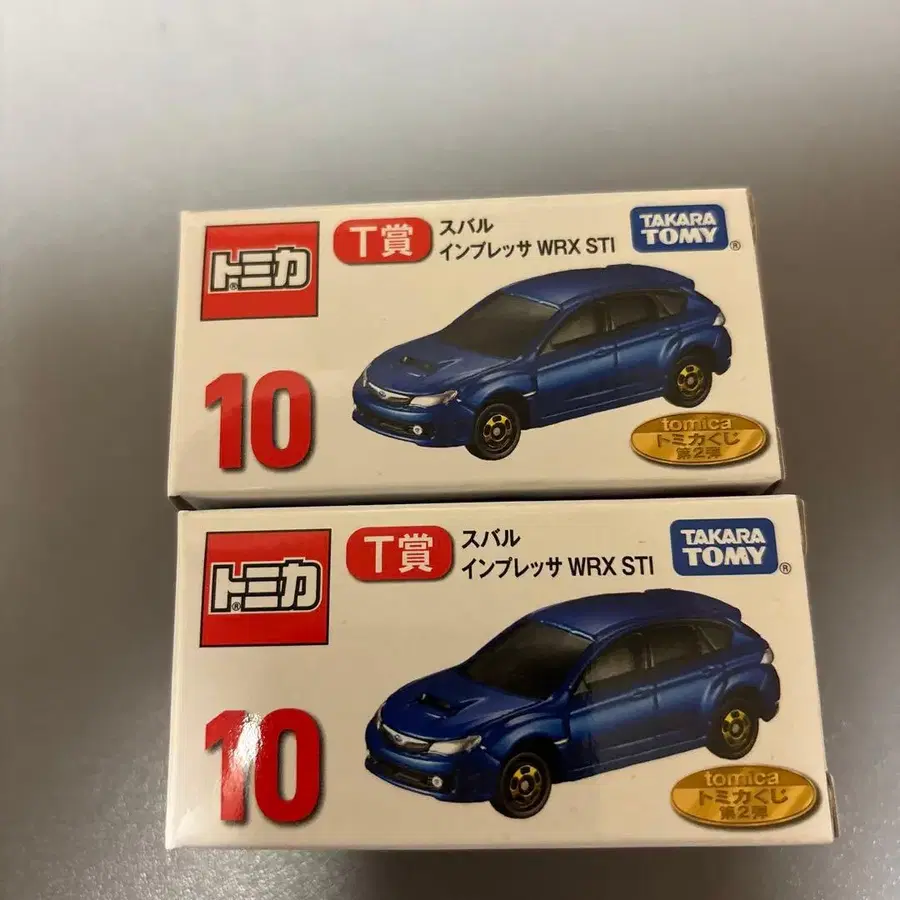 トミカ®
T賞
スバル
インプレッサ WRX STI
TAKARA
TOMY®
10
tomica
トミカくじ
第2弾
トミカ®
T賞
スバル
インプレッサ WRX STI
TAKARA
TOMY®
10
tomica
トミカくじ
第2弾